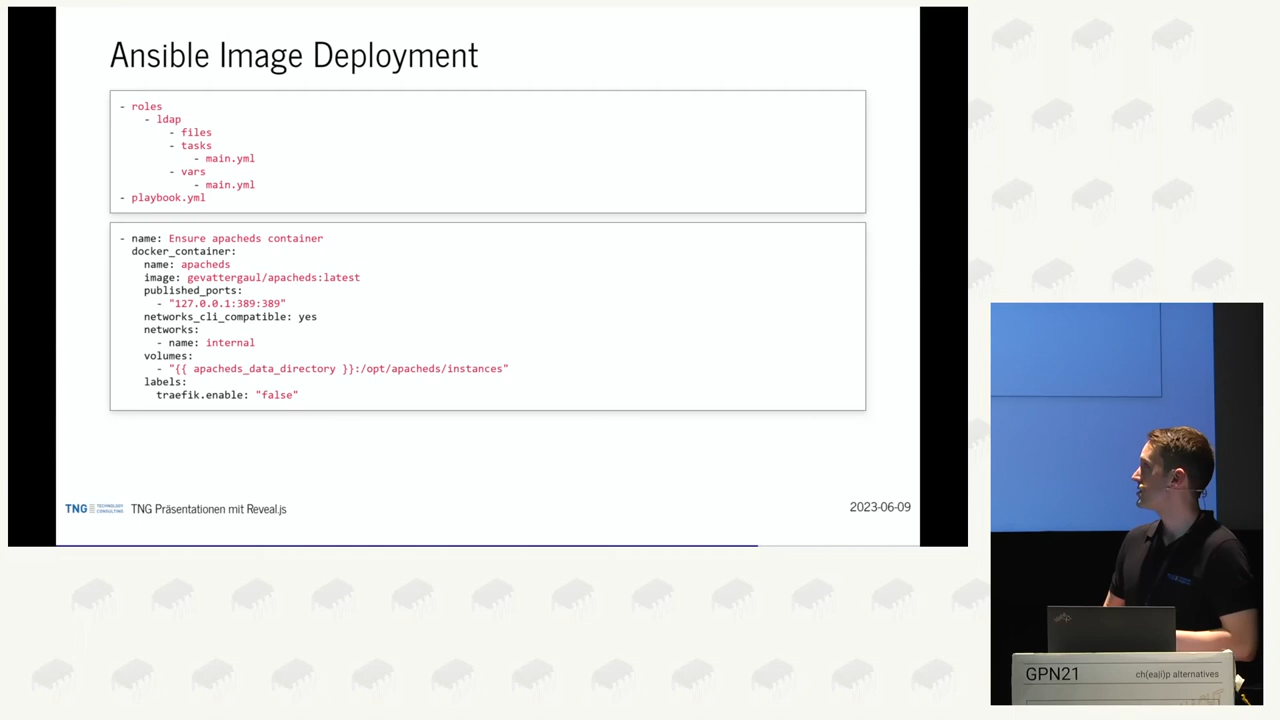 Ansible Image Deployment
- roles
- ldap
- files
- tasks
- main.yml
- vars
- main.yml
- playbook.yml
- name: Ensure apacheds container
docker_container:
name: apacheds
image: gevattergaul/apacheds:latest
published_ports:
- "127.0.0.1:389:389"
networks_cli_compatible: yes
networks:
- name: internal
volumes:
- "{{ apacheds_data_directory }}:/opt/apacheds/instances"
labels:
traefik.enable: "false"
TNG TECHNOLOGY CONSULTING
TNG Präsentationen mit Reveal.js
2023-06-09
GPN21
ch(ea|i)p alternatives